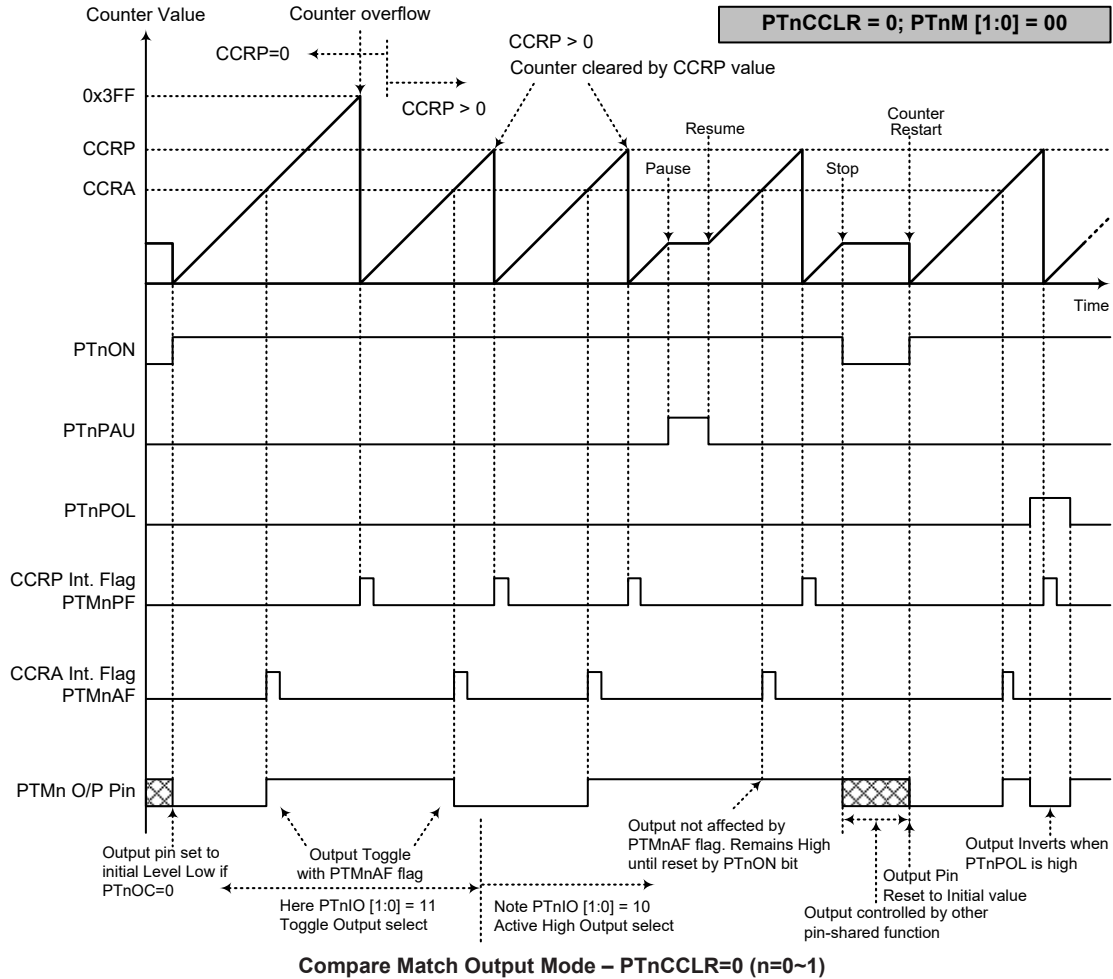 Counter Value
Counter overflow
PTnCCLR = 0; PTnM [1:0] = 00
CCRP=0
CCRP > 0
CCRP > 0
Counter cleared by CCRP value
0x3FF
CCRP
CCRA
Pause
Resume
Stop
Counter
Restart
Time
PTnON
PTnPAU
PTnPOL
CCRP Int. Flag
PTMnPF
CCRA Int. Flag
PTMnAF
PTMn O/P Pin
Output pin set to
initial Level Low if
PTnOC=0
Output Toggle
with PTMnAF flag
Here PTnIO [1:0] = 11
Toggle Output select
Note PTnIO [1:0] = 10
Active High Output select
Output not affected by
PTMnAF flag. Remains High
until reset by PTnON bit
Output Pin
Reset to Initial value
Output controlled by other
pin-shared function
Output Inverts when
PTnPOL is high
Compare Match Output Mode – PTnCCLR=0 (n=0~1)